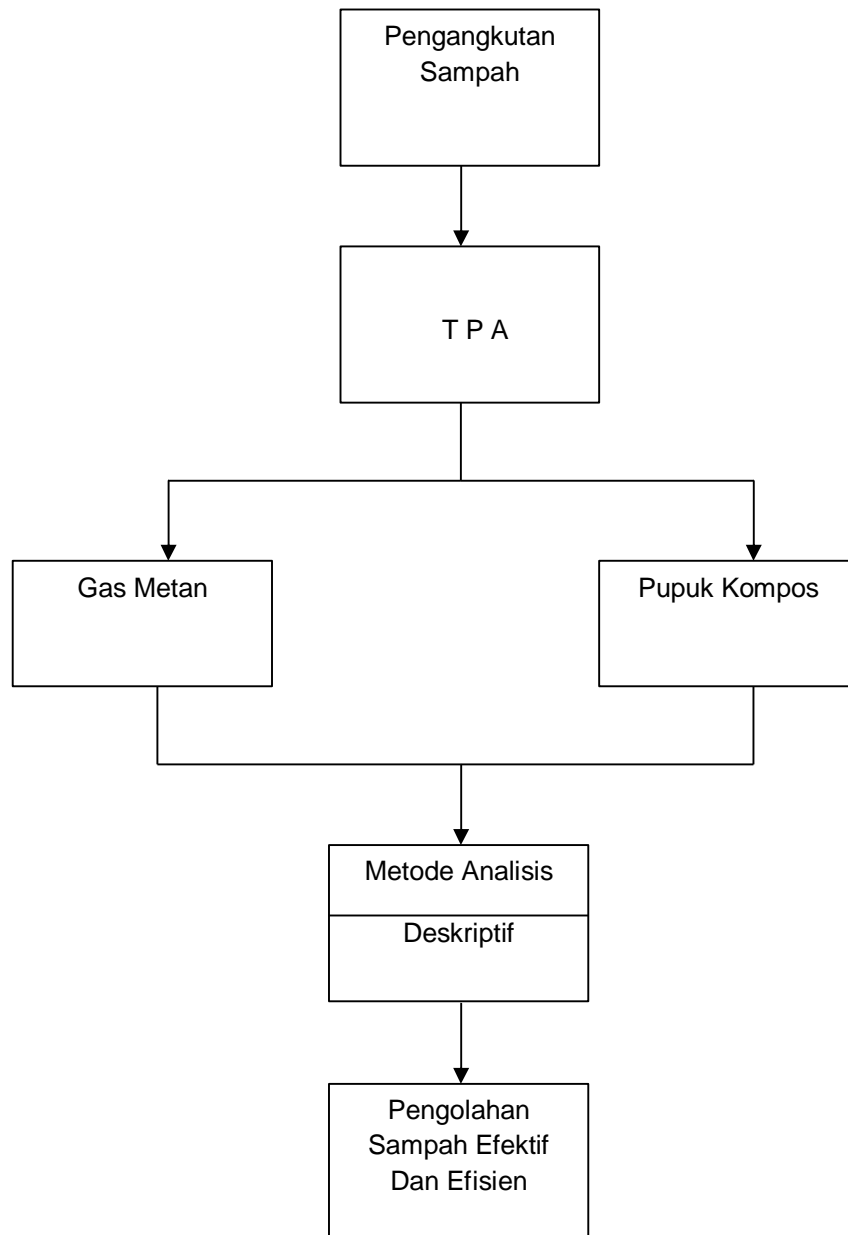 Pengangkutan
Sampah
T P A
Gas Metan
Pupuk Kompos
Metode Analisis
Deskriptif
Pengolahan
Sampah Efektif
Dan Efisien